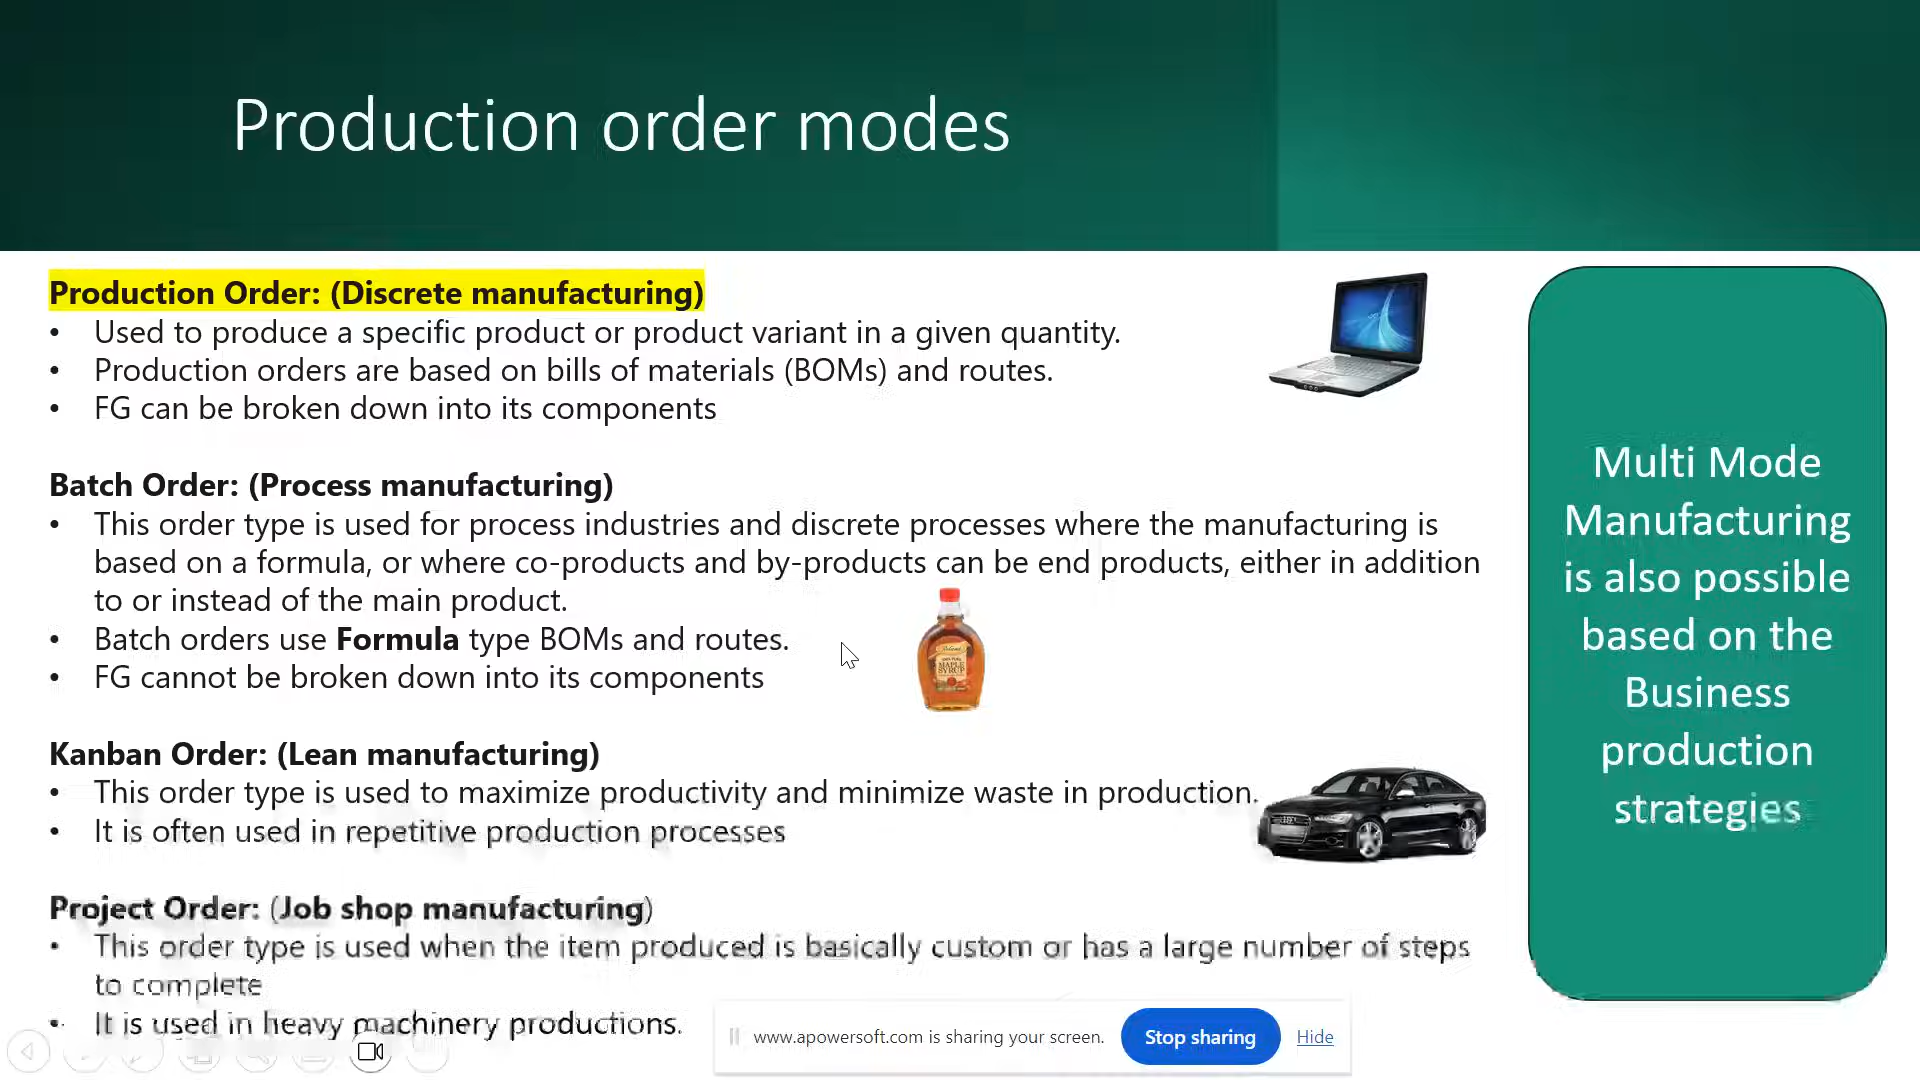 Production order modes
Production Order: (Discrete manufacturing)
• Used to produce a specific product or product variant in a given quantity.
• Production orders are based on bills of materials (BOMs) and routes.
• FG can be broken down into its components
Batch Order: (Process manufacturing)
• This order type is used for process industries and discrete processes where the manufacturing is
based on a formula, or where co-products and by-products can be end products, either in addition
to or instead of the main product.
• Batch orders use Formula type BOMs and routes.
• FG cannot be broken down into its components
MAPLE
SYRUP
Kanban Order: (Lean manufacturing)
• This order type is used to maximize productivity and minimize waste in production.
• It is often used in repetitive production processes
Project Order: (Job shop manufacturing)
• This order type is used when the item produced is basically custom or has a large number of steps
to complete
• It is used in heavy machinery productions.
Multi Mode
Manufacturing
is also possible
based on the
Business
production
strategies
www.apowersoft.com is sharing your screen.
Stop sharing
Hide